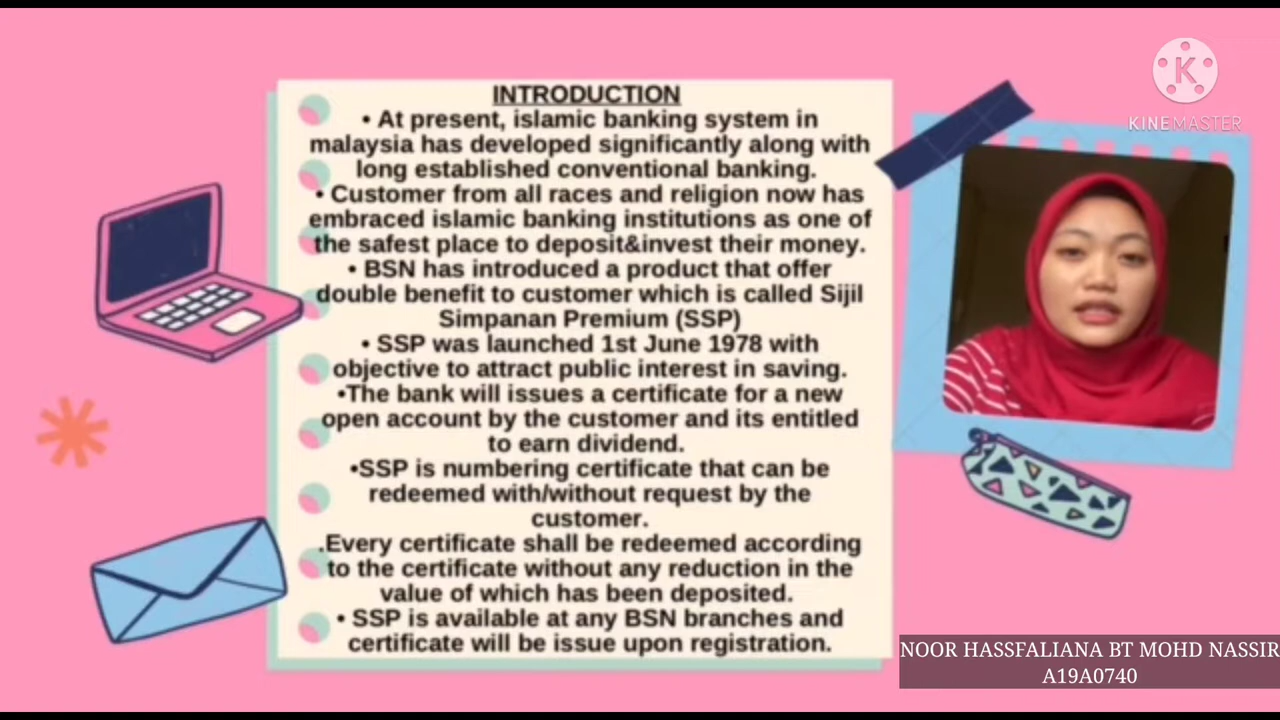 INTRODUCTION
• At present, islamic banking system in
malaysia has developed significantly along with
long established conventional banking.
• Customer from all races and religion now has
embraced islamic banking institutions as one of
the safest place to deposit&invest their money.
• BSN has introduced a product that offer
double benefit to customer which is called Sijil
Simpanan Premium (SSP)
• SSP was launched 1st June 1978 with
objective to attract public interest in saving.
•The bank will issues a certificate for a new
open account by the customer and its entitled
to earn dividend.
•SSP is numbering certificate that can be
redeemed with/without request by the
customer.
.Every certificate shall be redeemed according
to the certificate without any reduction in the
value of which has been deposited.
• SSP is available at any BSN branches and
certificate will be issue upon registration.
K
KINEMASTER
NOOR HASSFALIANA BT MOHD NASSIR
A19A0740